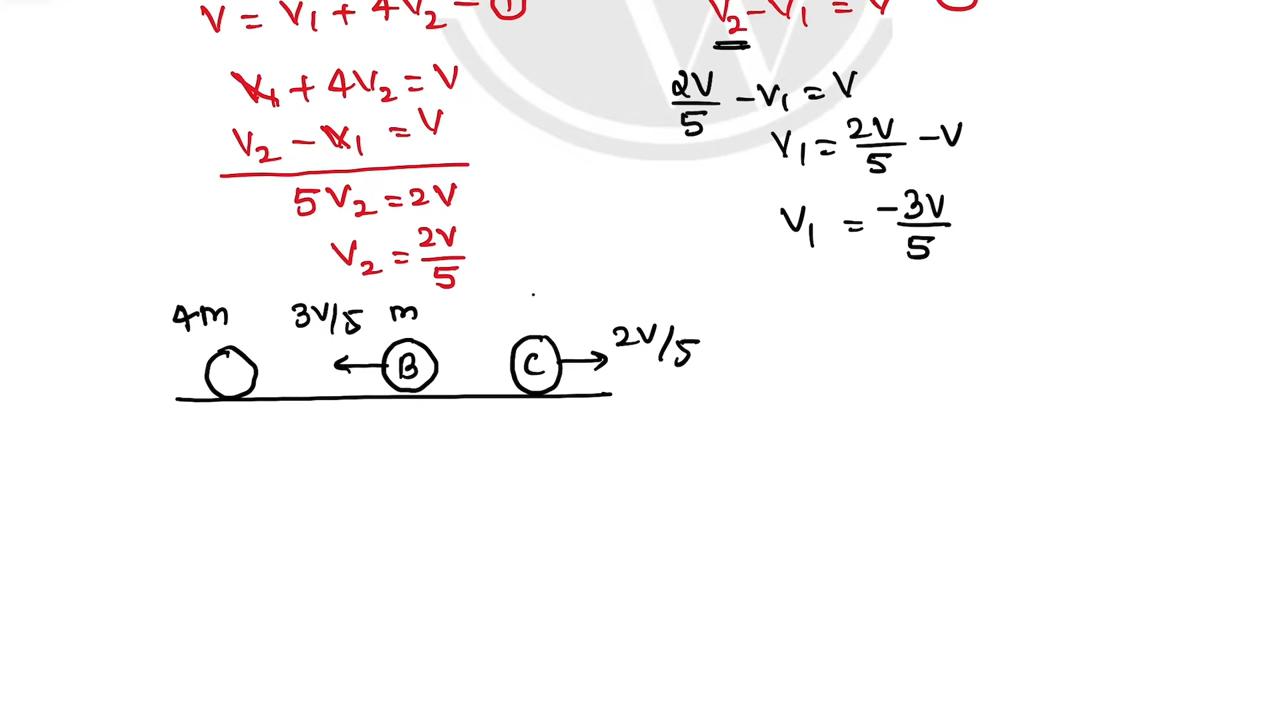 V = V₁ + 4V₂ - ①
V₁ + 4V₂ = V
V₂ - V₁ = V
5V₂ = 2V
V₂ = 2V/5
V₂ - V₁ = V
2V/5 - V₁ = V
V₁ = 2V/5 - V
V₁ = -3V/5
4m 3V/5 m
B C 2V/5